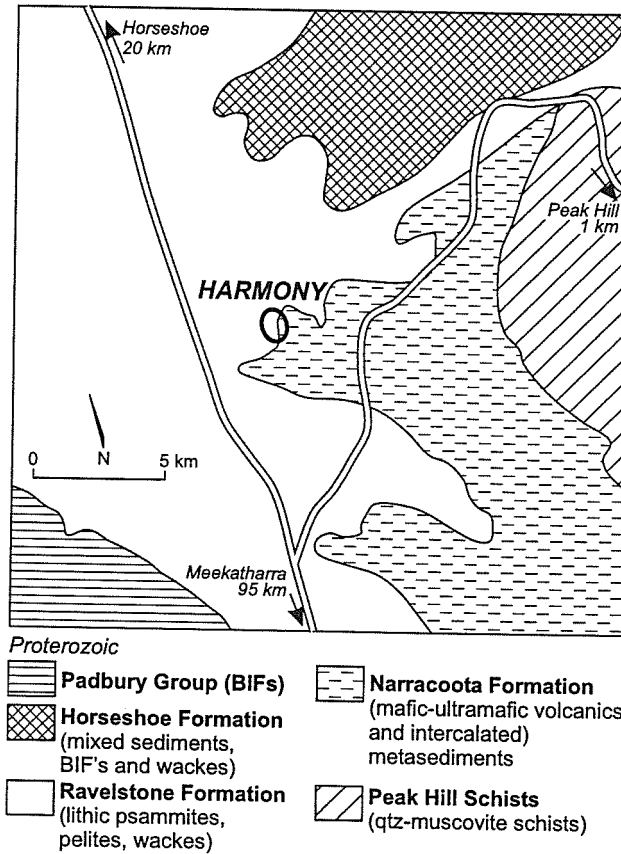 Horseshoe
20 km
Peak Hill
1 km
HARMONY
0 N 5 km
Meekatharra
95 km
Proterozoic
Padbury Group (BIFs)
Horseshoe Formation
(mixed sediments,
BIF's and wackes)
Ravelstone Formation
(lithic psammites,
pelites, wackes)
Narracoota Formation
(mafic-ultramafic volcanics
and intercalated)
metasediments
Peak Hill Schists
(qtz-muscovite schists)